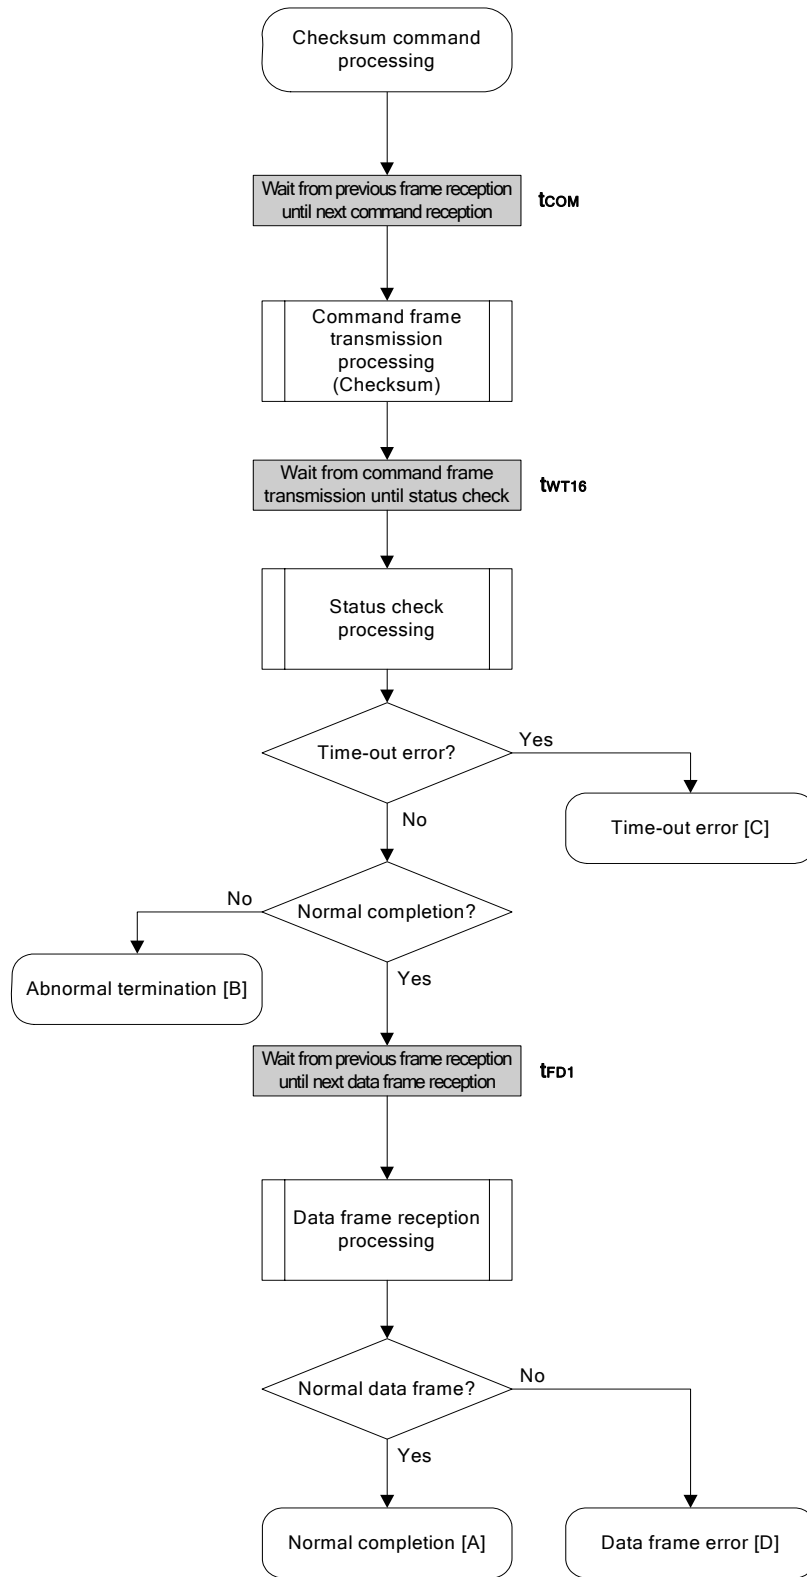 Checksum command
processing
Wait from previous frame reception
until next command reception
tCOM
Command frame
transmission
processing
(Checksum)
Wait from command frame
transmission until status check
tWT16
Status check
processing
Time-out error?
Yes
Time-out error [C]
No
Normal completion?
No
Abnormal termination [B]
Yes
Wait from previous frame reception
until next data frame reception
tFD1
Data frame reception
processing
Normal data frame?
No
Yes
Normal completion [A]
Data frame error [D]